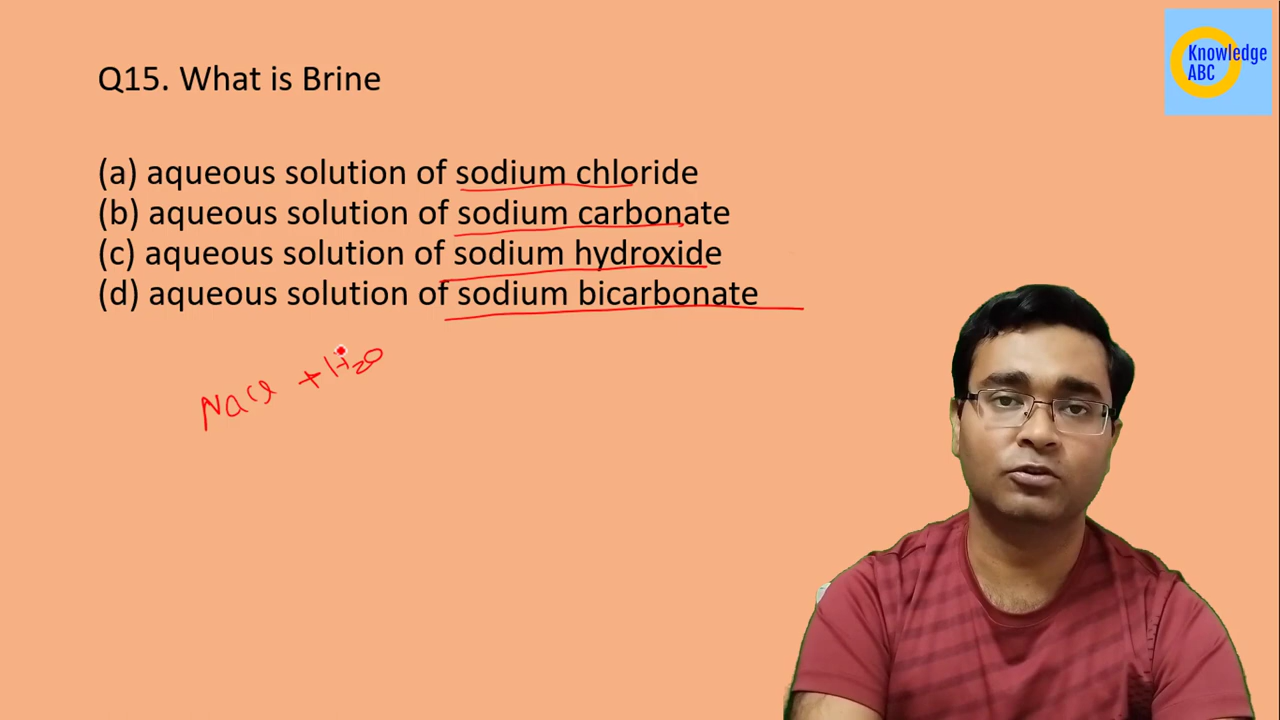 Knowledge
ABC
Q15. What is Brine
(a) aqueous solution of sodium chloride
(b) aqueous solution of sodium carbonate
(c) aqueous solution of sodium hydroxide
(d) aqueous solution of sodium bicarbonate
NaCl + H2O